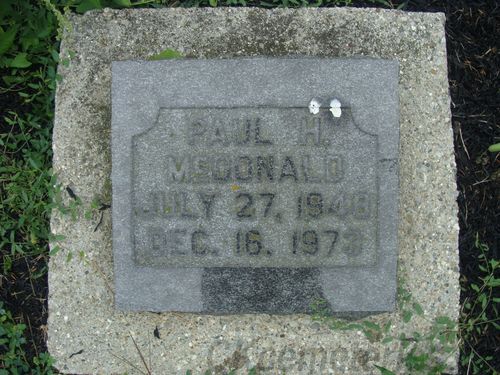 PAUL H.
MCDONALD
JULY 27, 1948
DEC. 16, 1973